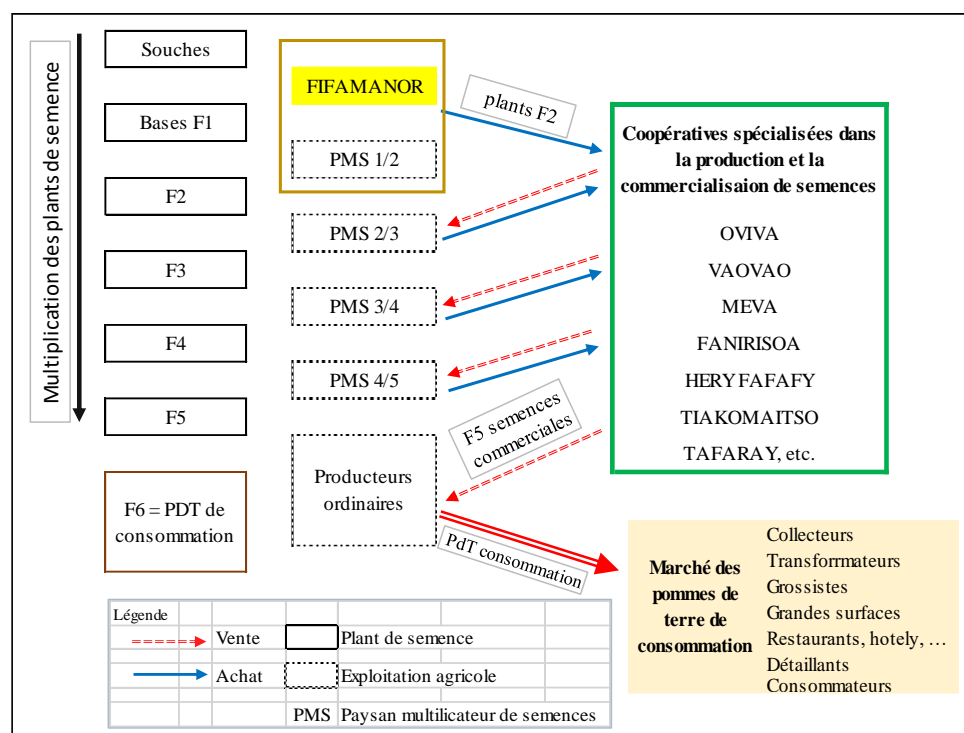 Multiplication des plants de semence
Souches
Bases F1
F2
F3
F4
F5
F6 = PDT de
consommation
FIFAMANOR
PMS 1/2
PMS 2/3
PMS 3/4
PMS 4/5
Producteurs
ordinaires
plants F2
F5 semences
commerciales
PdT consommation
Coopératives spécialisées dans
la production et la
commercialisaion de semences
OVIVA
VAOVAO
MEVA
FANIRISOA
HERY FAFAFY
TIAKOMAITSO
TAFARAY, etc.
Marché des
pommes de
terre de
consommation
Collecteurs
Transfo​rmrateurs
Grossistes
Grandes surfaces
Restaurants, hotely, …
Détaillants
Consommateurs
Légende
Vente
Plant de semence
Achat
Exploitation agricole
PMS Paysan multilicateur de semences